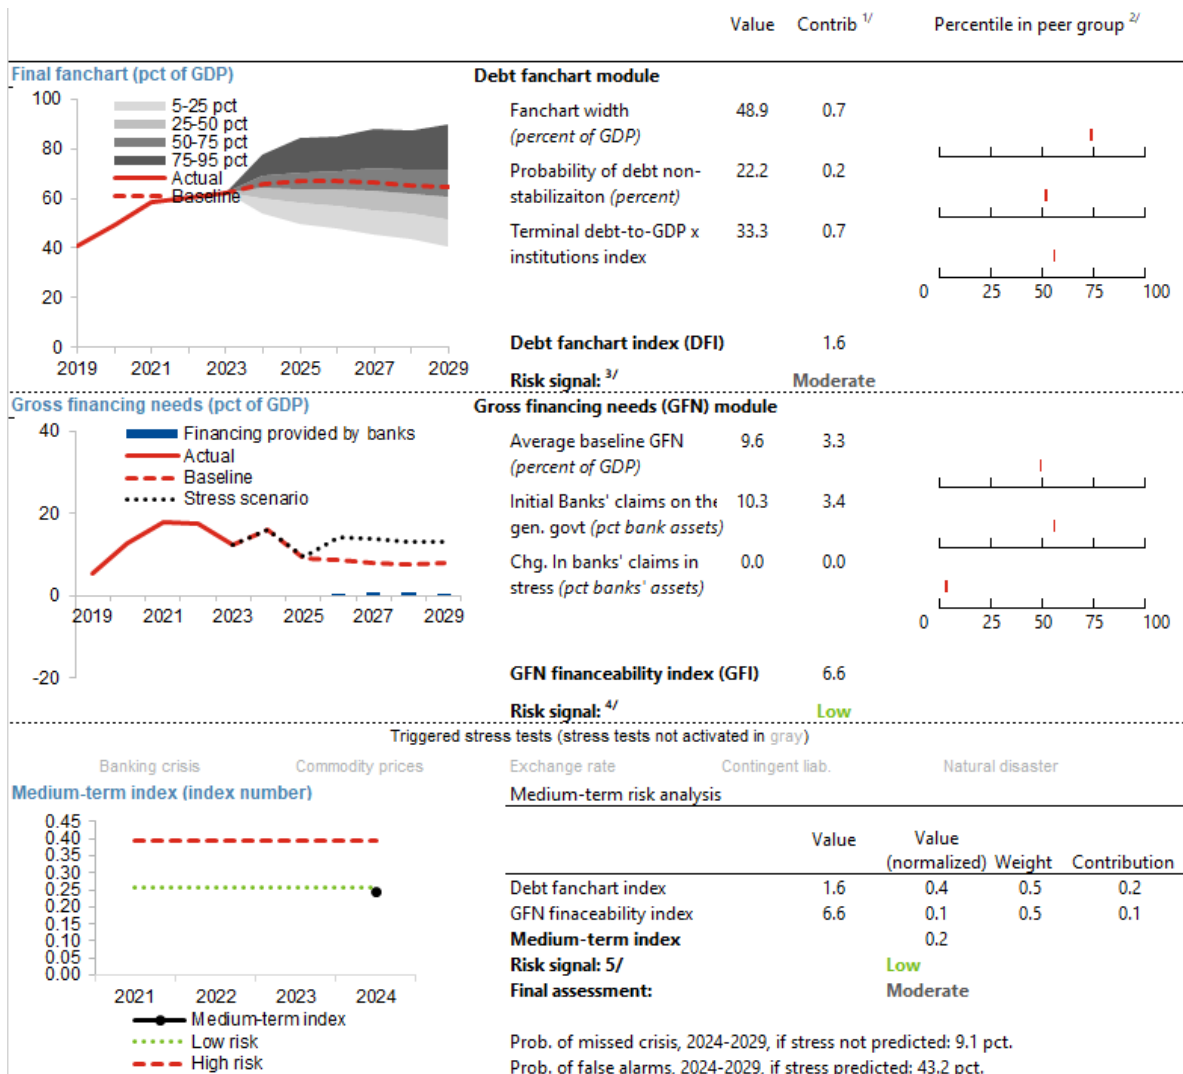 Value Contrib 1/ Percentile in peer group 2/
Final fanchart (pct of GDP)
100
80
60
40
20
0
2019 2021 2023 2025 2027 2029
5-25 pct
25-50 pct
50-75 pct
75-95 pct
Actual
Baseline
Debt fanchart module
Fanchart width 48.9 0.7
(percent of GDP)
Probability of debt non- 22.2 0.2
stabilizaiton (percent)
Terminal debt-to-GDP x 33.3 0.7
institutions index
0 25 50 75 100
Debt fanchart index (DFI) 1.6
Risk signal: 3/ Moderate
Gross financing needs (pct of GDP)
40
20
0
-20
2019 2021 2023 2025 2027 2029
Financing provided by banks
Actual
Baseline
Stress scenario
Gross financing needs (GFN) module
Average baseline GFN 9.6 3.3
(percent of GDP)
Initial Banks' claims on the 10.3 3.4
gen. govt (pct bank assets)
Chg. In banks' claims in 0.0 0.0
stress (pct banks' assets)
0 25 50 75 100
GFN financeability index (GFI) 6.6
Risk signal: 4/ Low
Triggered stress tests (stress tests not activated in gray)
Banking crisis Commodity prices Exchange rate Contingent liab. Natural disaster
Medium-term index (index number)
0.45
0.40
0.35
0.30
0.25
0.20
0.15
0.10
0.05
0.00
2021 2022 2023 2024
Medium-term index
Low risk
High risk
Medium-term risk analysis
Value Value
(normalized) Weight Contribution
Debt fanchart index 1.6 0.4 0.5 0.2
GFN finaceability index 6.6 0.1 0.5 0.1
Medium-term index 0.2
Risk signal: 5/ Low
Final assessment: Moderate
Prob. of missed crisis, 2024-2029, if stress not predicted: 9.1 pct.
Prob. of false alarms, 2024-2029, if stress predicted: 43.2 pct.